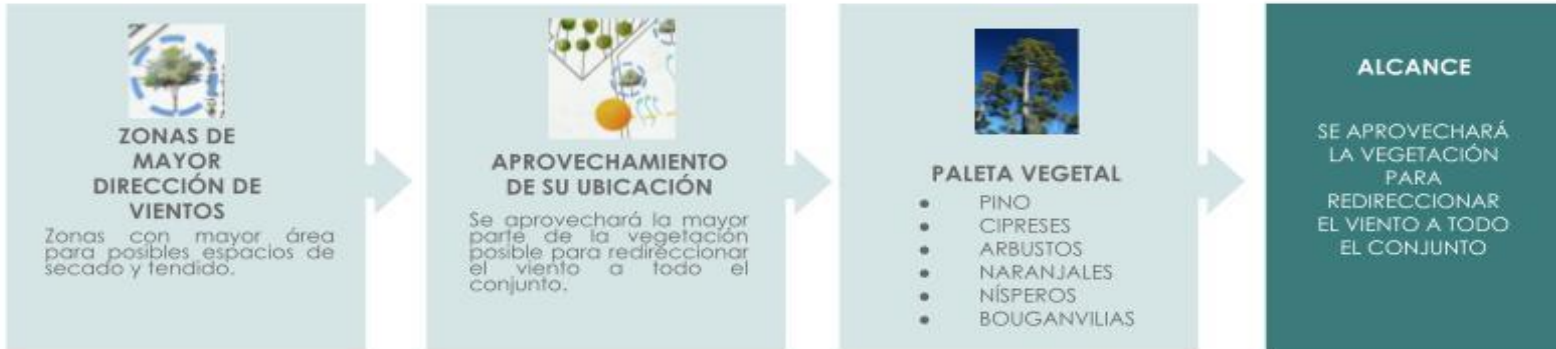 ZONAS DE
MAYOR
DIRECCIÓN DE
VIENTOS
Zonas con mayor área
para posibles espacios de
secado y tendido.
APROVECHAMIENTO
DE SU UBICACIÓN
Se aprovechará la mayor
parte de la vegetación
posible para redireccionar
el viento a todo el
conjunto.
PALETA VEGETAL
● PINO
● CIPRESES
● ARBUSTOS
● NARANJALES
● NÍSPEROS
● BOUGANVILIAS
ALCANCE
SE APROVECHARÁ
LA VEGETACIÓN
PARA
REDIRECCIONAR
EL VIENTO A TODO
EL CONJUNTO